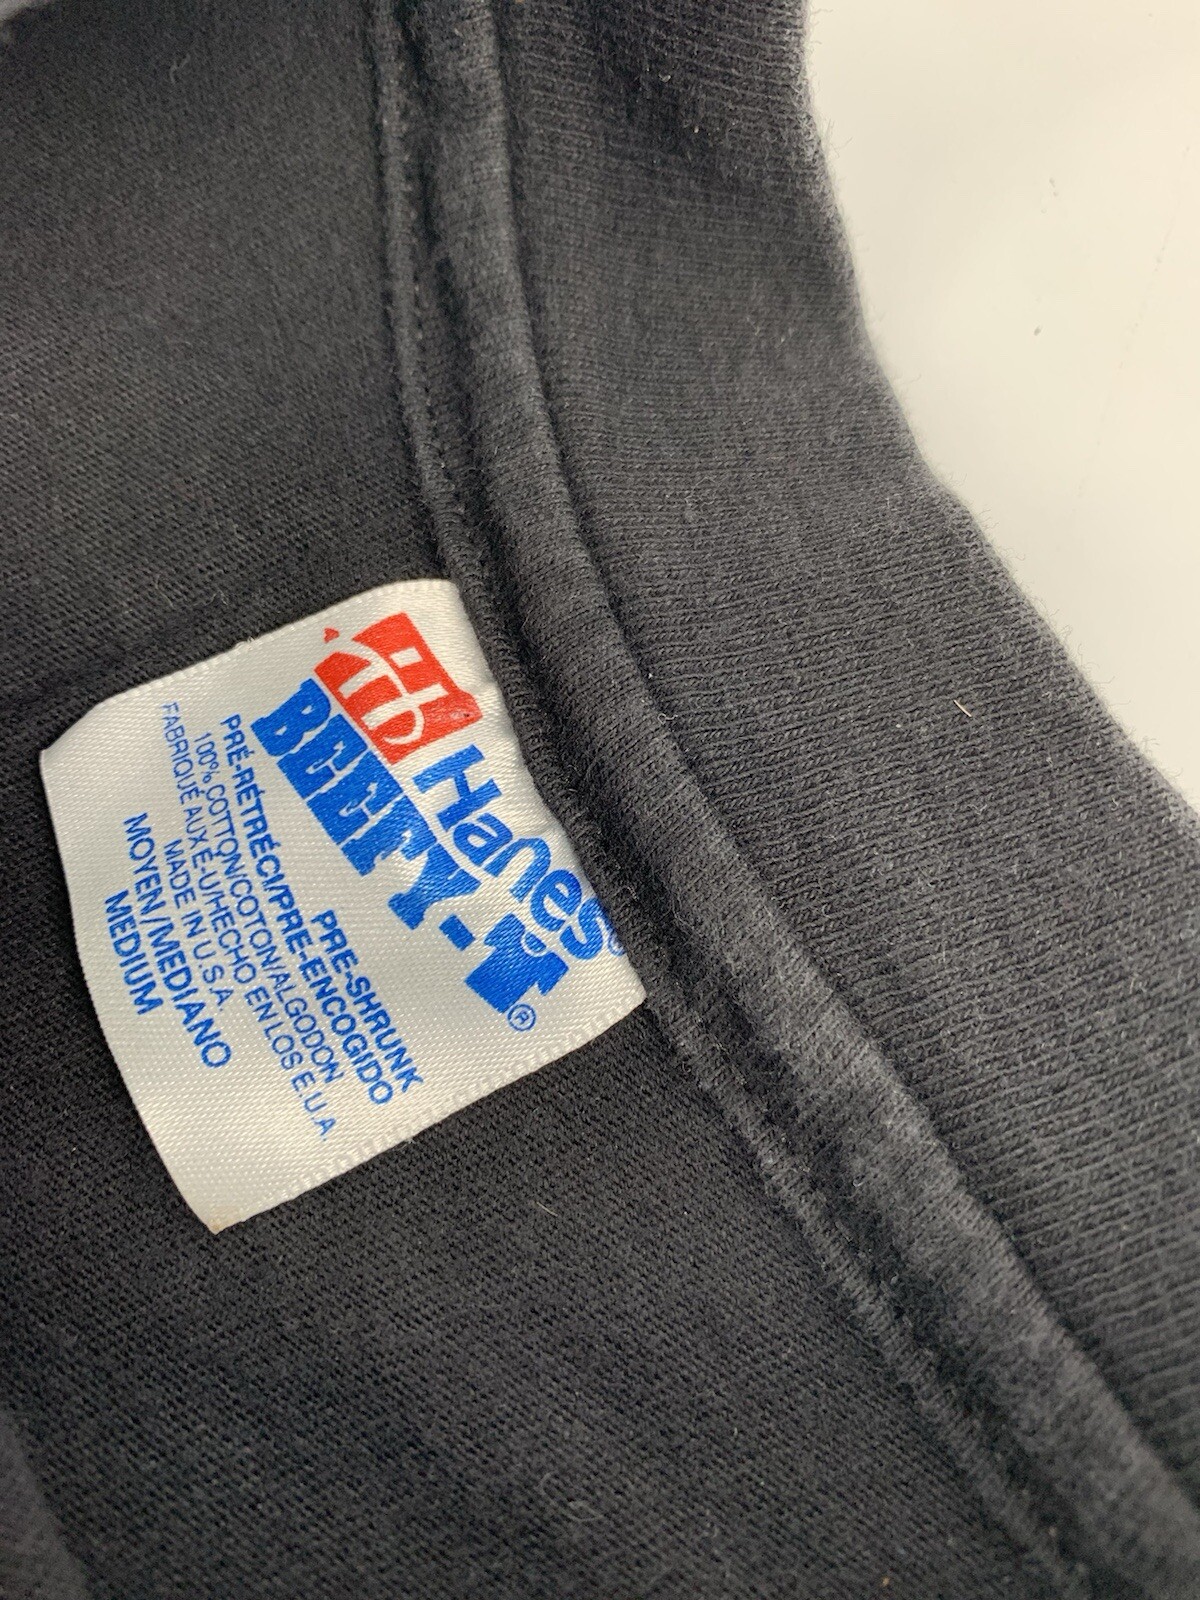 Hanes®
BEEFY-T®
PRE-SHRUNK
PRÉ-RÉTRÉCI/PRE-ENCOGIDO
100% COTTON/COTON/ALGODON
FABRIQUÉ AUX É-U/HECHO EN LOS E.U.A.
MADE IN U.S.A.
MOYEN/MEDIANO
MEDIUM